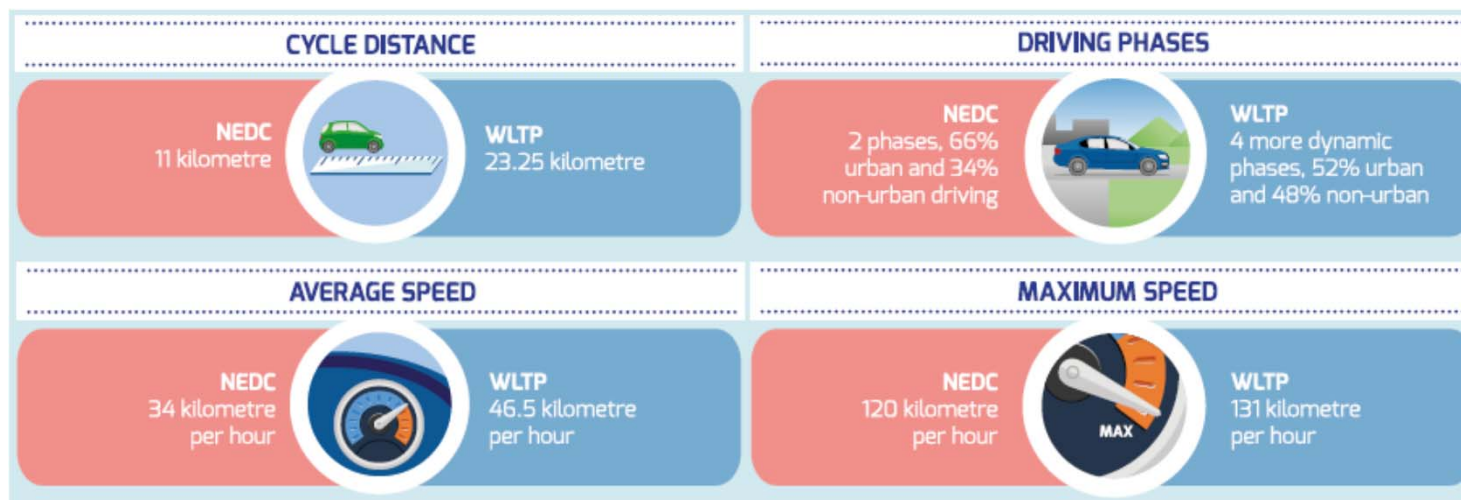 CYCLE DISTANCE
NEDC
11 kilometre
WLTP
23.25 kilometre
DRIVING PHASES
NEDC
2 phases, 66%
urban and 34%
non-urban driving
WLTP
4 more dynamic
phases, 52% urban
and 48% non-urban
AVERAGE SPEED
NEDC
34 kilometre
per hour
WLTP
46.5 kilometre
per hour
MAXIMUM SPEED
NEDC
120 kilometre
per hour
MAX
WLTP
131 kilometre
per hour